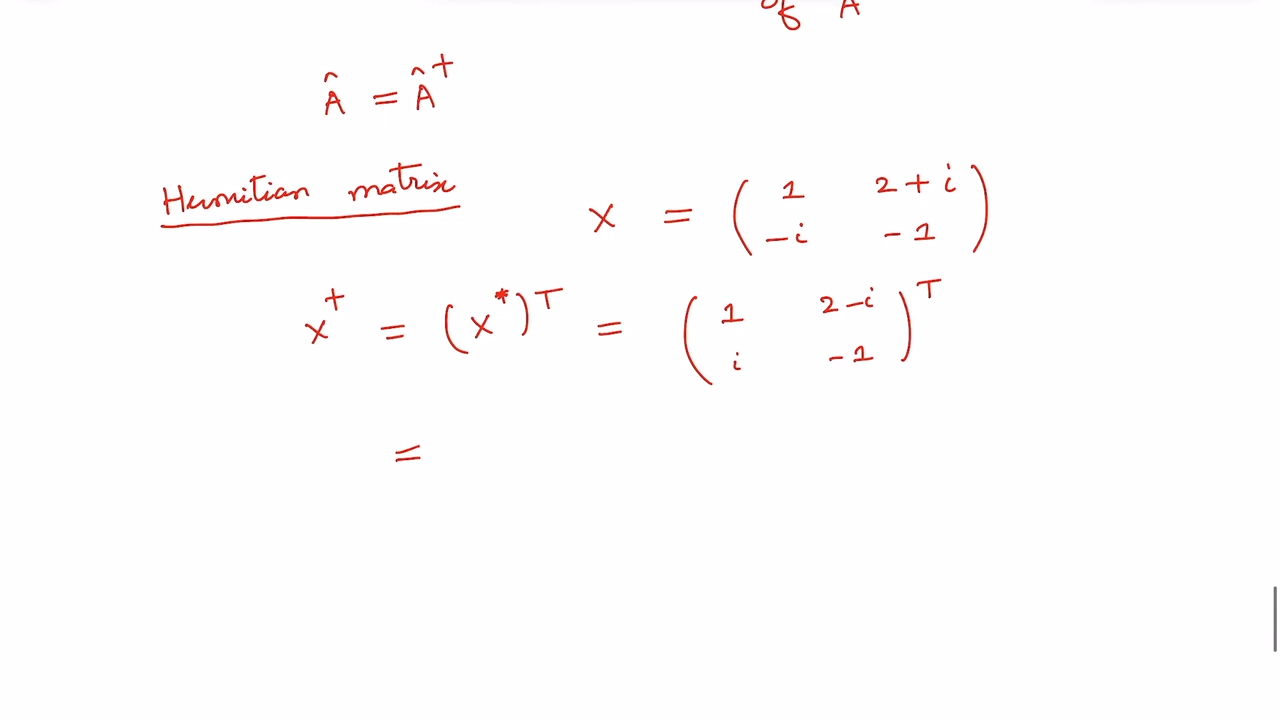 of A
Â = Â†
Hermitian matrix
x = ( 1 2+i ; -i -1 )
x† = (x*)ᵀ = ( 1 2-i ; i -1 )ᵀ
=